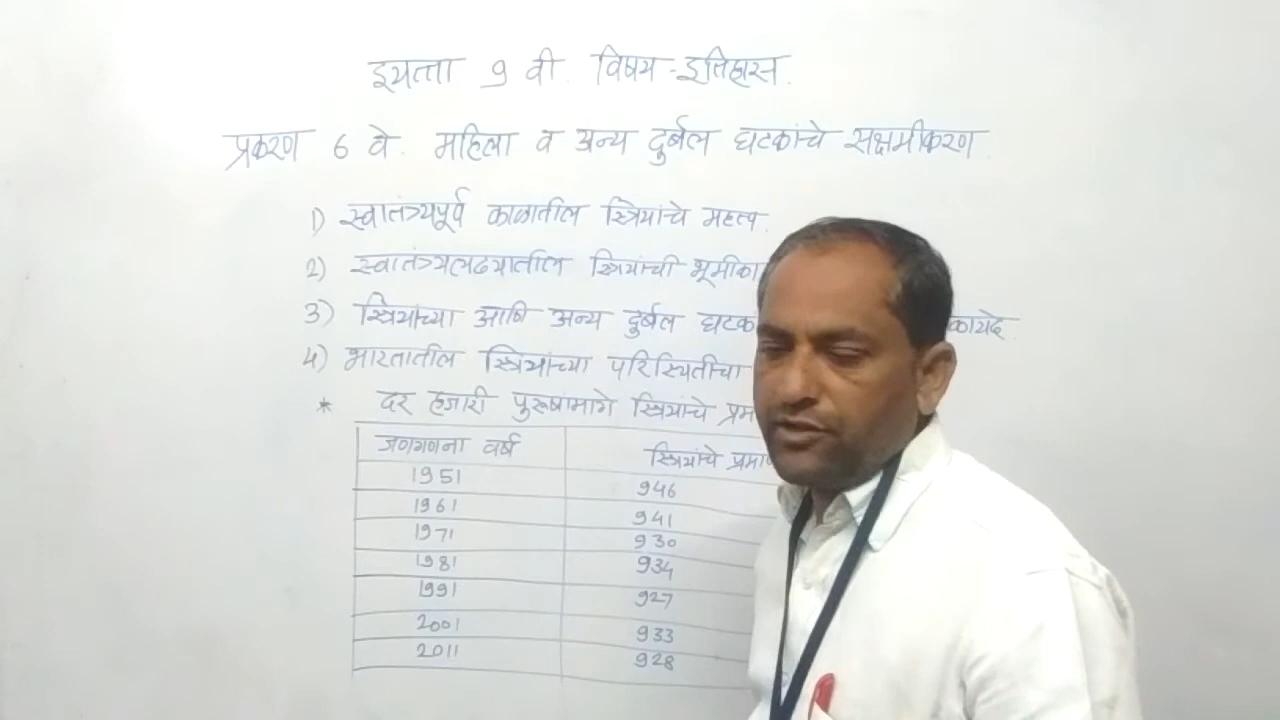 इयत्ता 9 वी. विषय-इतिहास.
प्रकरण 6 वे. महिला व अन्य दुर्बल घटकांचे सक्षमीकरण.
1) स्वातंत्र्यपूर्व काळातील स्त्रियांचे महत्व.
2) स्वातंत्र्यलढ्यातील स्त्रियांची भूमीका
3) स्त्रियांच्या आणि अन्य दुर्बल घटक कायदे.
4) भारतातील स्त्रियांच्या परिस्थितीचा
* दर हजारी पुरूषांमागे स्त्रियांचे
जणगणना वर्ष स्त्रियांचे
1951 946
1961 941
1971 930
1981 934
1991 927
2001 933
2011 928